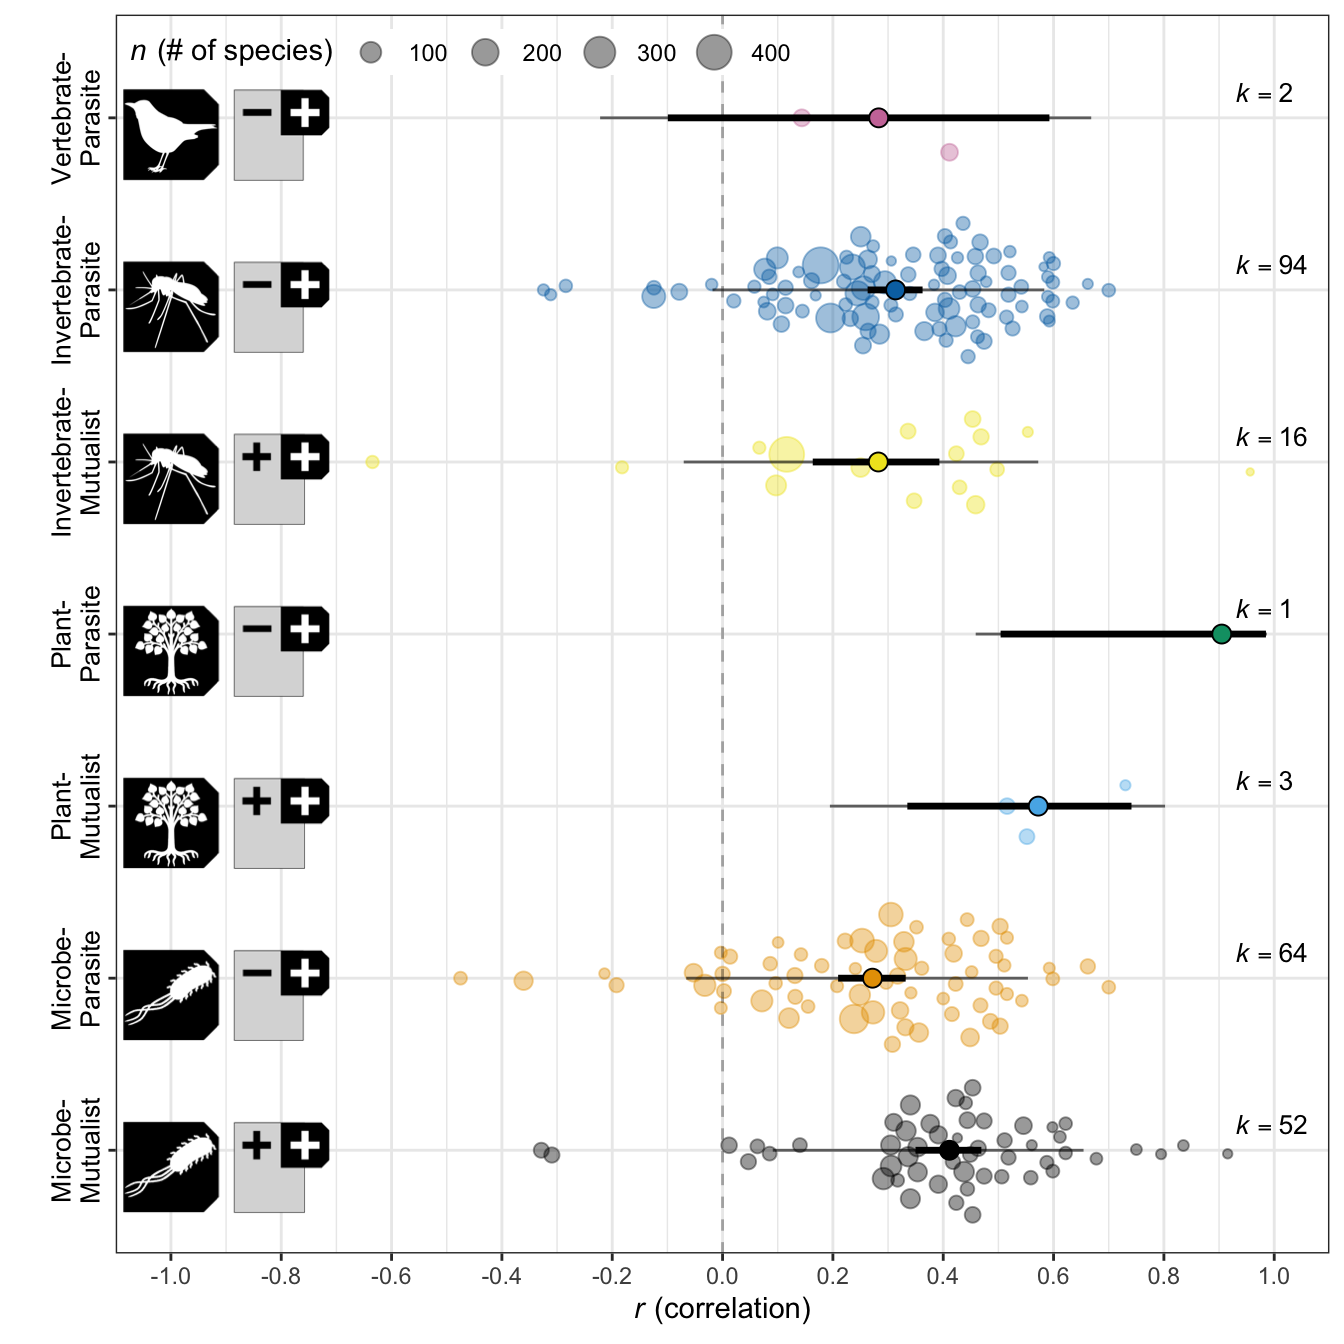 n (# of species) 100 200 300 400
Vertebrate-
Parasite
k = 2
Invertebrate-
Parasite
k = 94
Invertebrate-
Mutualist
k = 16
Plant-
Parasite
k = 1
Plant-
Mutualist
k = 3
Microbe-
Parasite
k = 64
Microbe-
Mutualist
k = 52
-1.0 -0.8 -0.6 -0.4 -0.2 0.0 0.2 0.4 0.6 0.8 1.0
r (correlation)